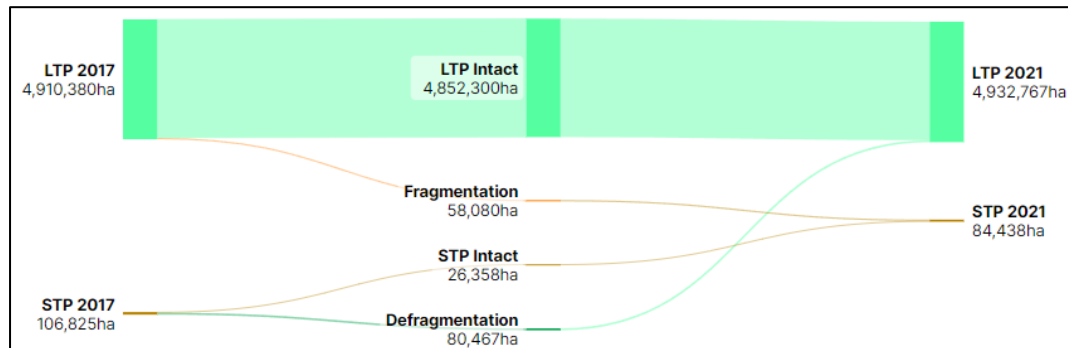 LTP 2017
4,910,380ha
LTP Intact
4,852,300ha
LTP 2021
4,932,767ha
Fragmentation
58,080ha
STP 2021
84,438ha
STP Intact
26,358ha
STP 2017
106,825ha
Defragmentation
80,467ha